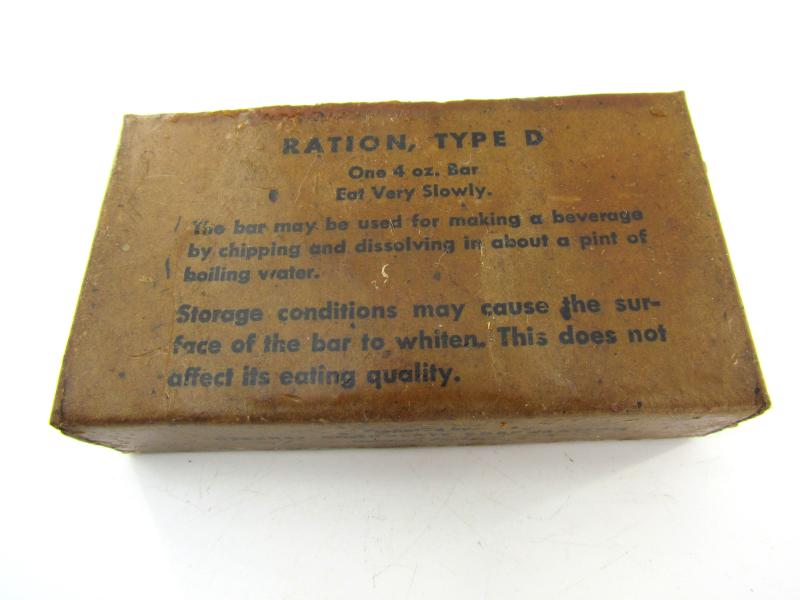 RATION, TYPE D
One 4 oz. Bar
Eat Very Slowly.
The bar may be used for making a beverage
by chipping and dissolving in about a pint of
boiling water.
Storage conditions may cause the sur-
face of the bar to whiten. This does not
affect its eating quality.